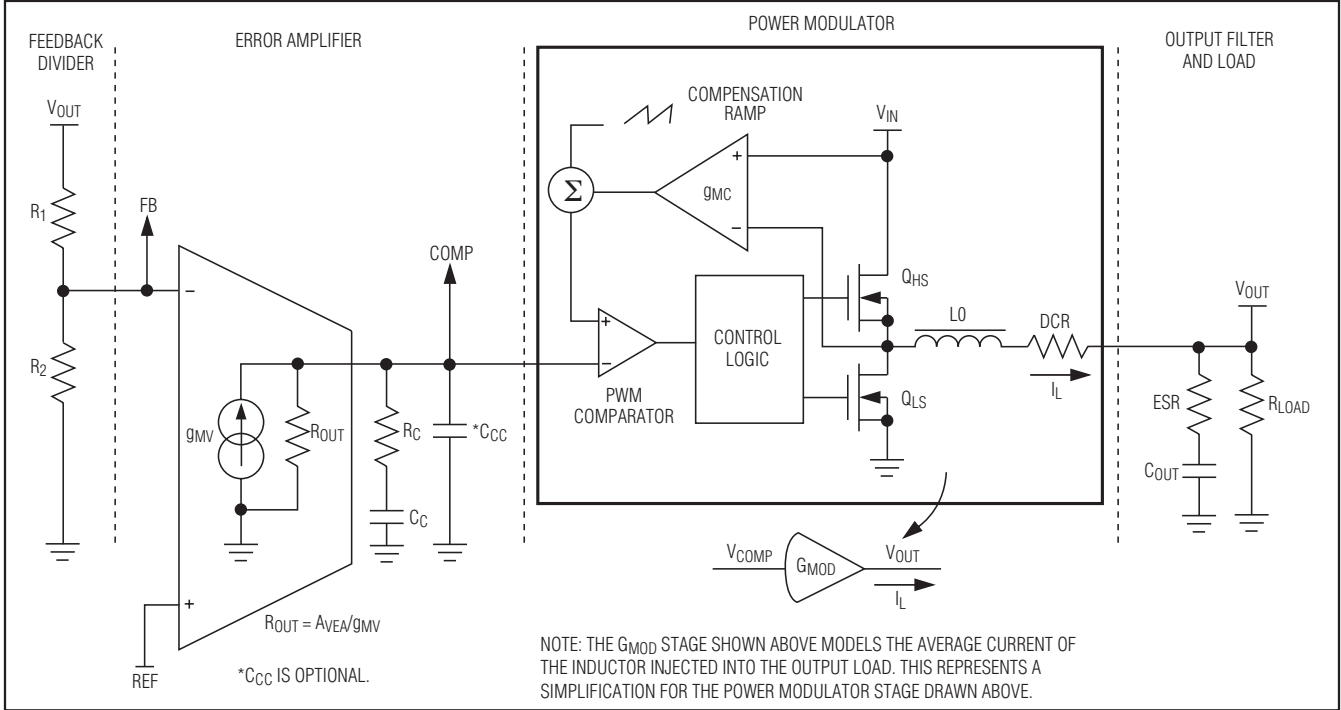 FEEDBACK
DIVIDER
ERROR AMPLIFIER
POWER MODULATOR
OUTPUT FILTER
AND LOAD
VOUT
R1
FB
R2
REF
gMV
ROUT
ROUT = AVEA/gMV
*CCC IS OPTIONAL.
RC
CC
COMP
*CCC
COMPENSATION
RAMP
Σ
gMC
+
−
VIN
+
−
PWM
COMPARATOR
CONTROL
LOGIC
QHS
QLS
L0
DCR
IL
VOUT
ESR
COUT
RLOAD
−
+
VCOMP
GMOD
VOUT
IL
NOTE: THE GMOD STAGE SHOWN ABOVE MODELS THE AVERAGE CURRENT OF
THE INDUCTOR INJECTED INTO THE OUTPUT LOAD. THIS REPRESENTS A
SIMPLIFICATION FOR THE POWER MODULATOR STAGE DRAWN ABOVE.